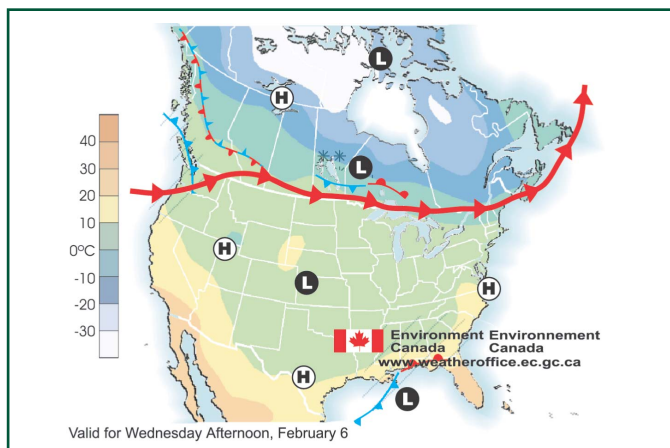 L
H
40
30
20
10
0°C
-10
-20
-30
L
H
L
H
H
L
Environment Environnement
Canada Canada
www.weatheroffice.ec.gc.ca
Valid for Wednesday Afternoon, February 6